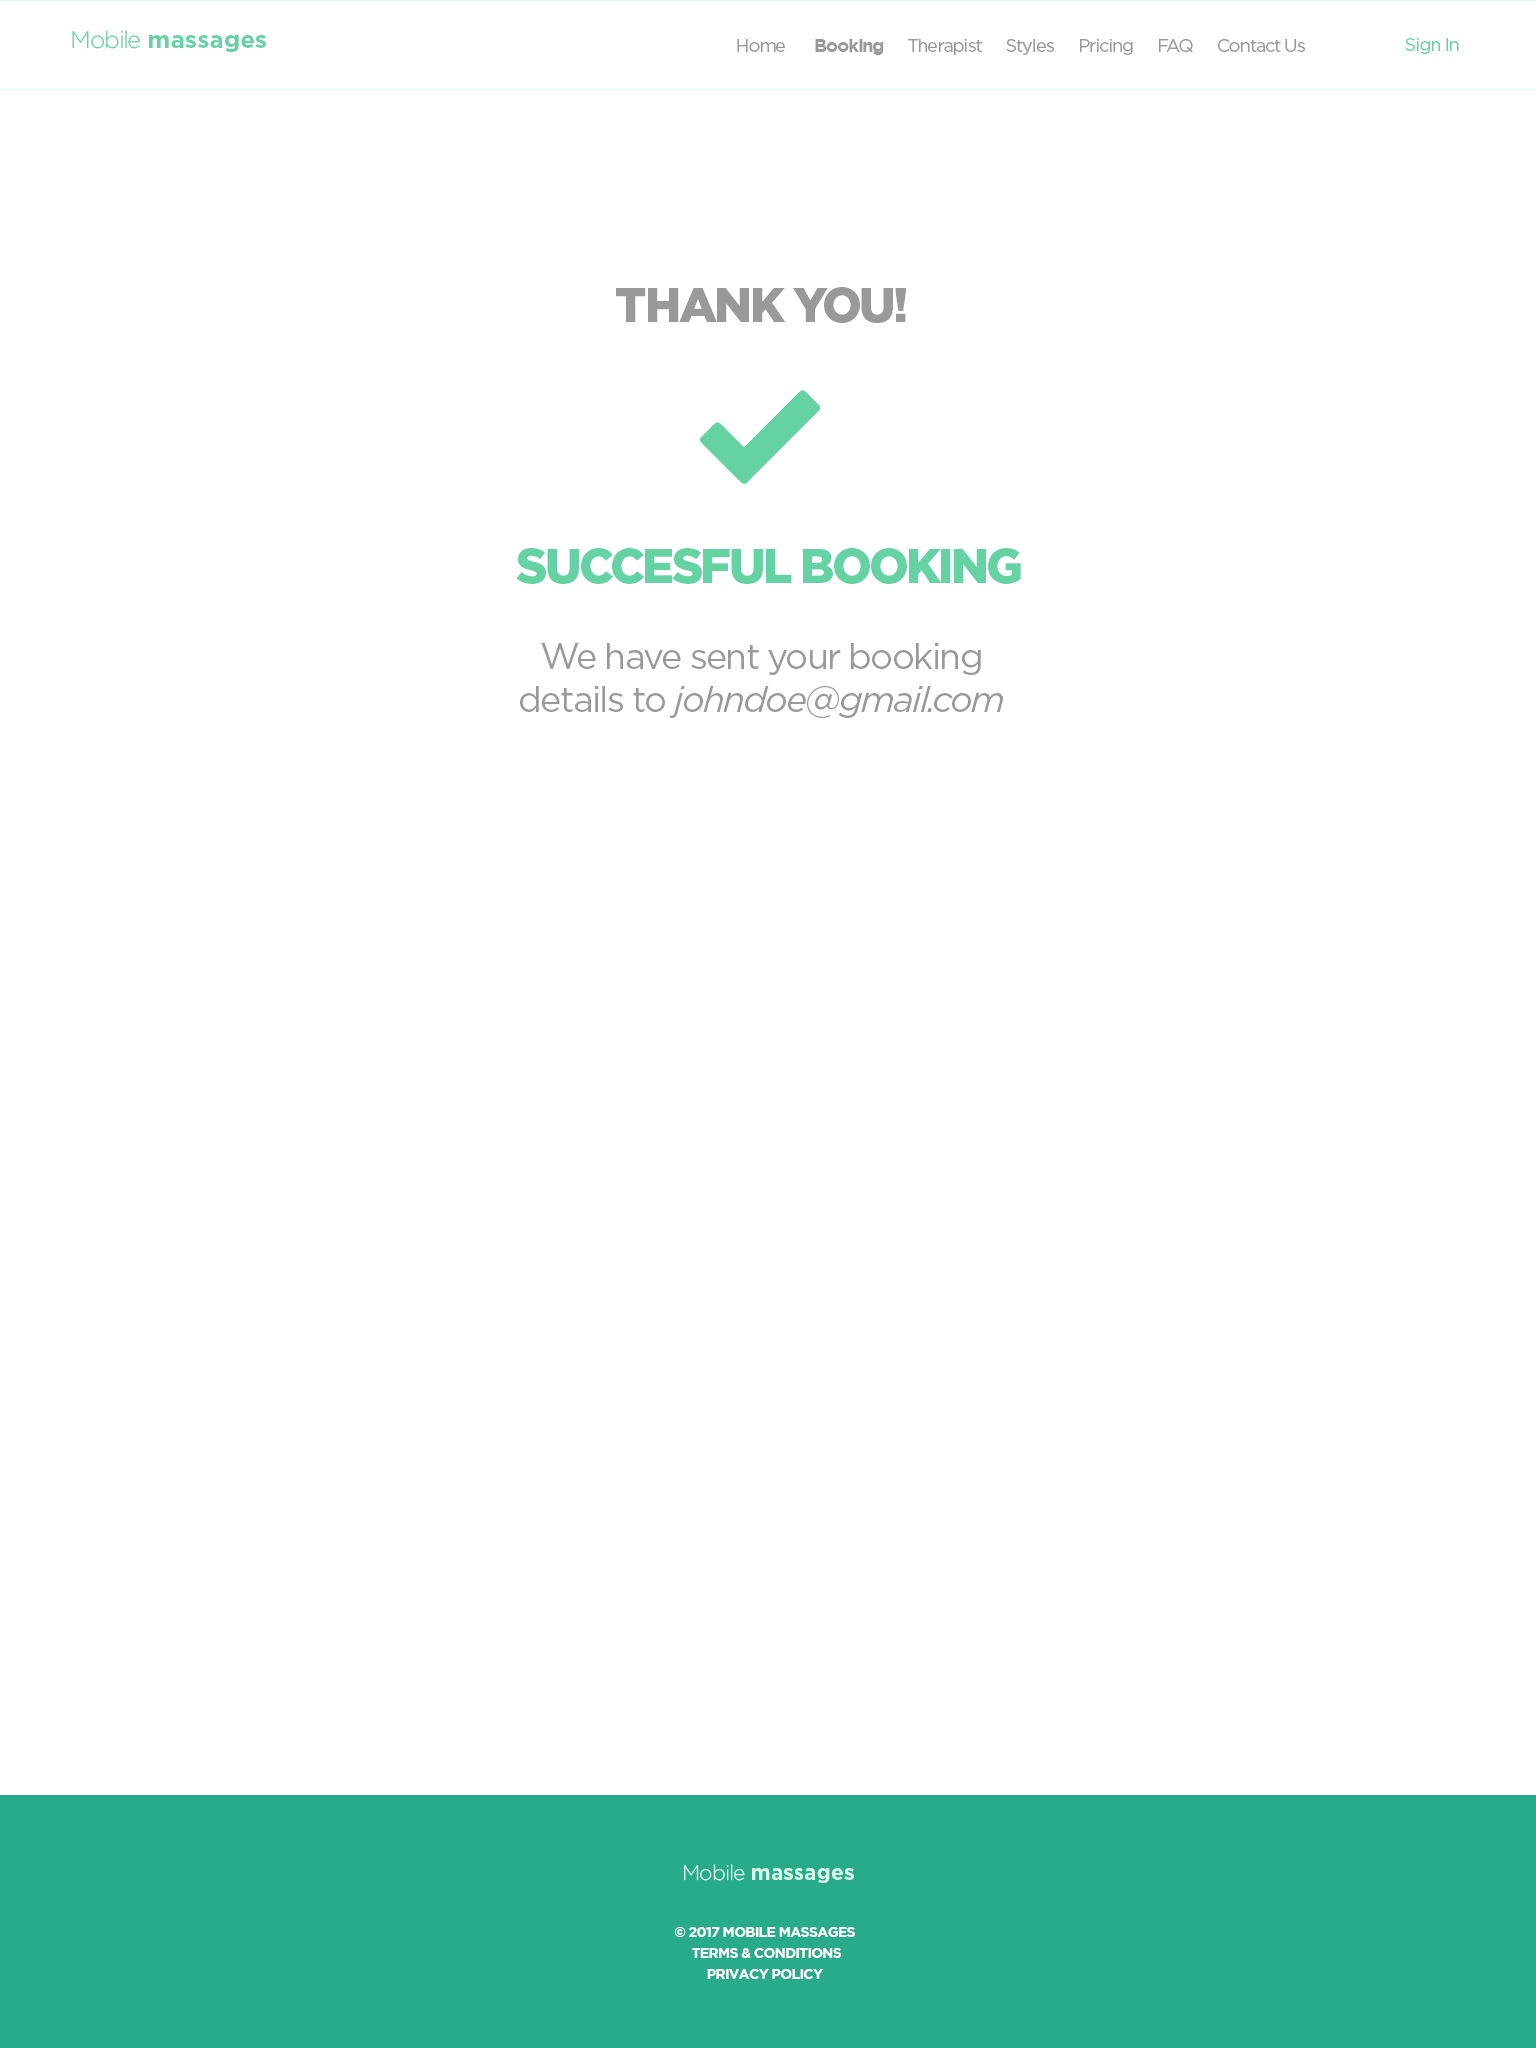 Mobile massages
Home Booking Therapist Styles Pricing FAQ Contact Us Sign In
THANK YOU!
SUCCESFUL BOOKING
We have sent your booking
details to johndoe@gmail.com
Mobile massages
© 2017 MOBILE MASSAGES
TERMS & CONDITIONS
PRIVACY POLICY